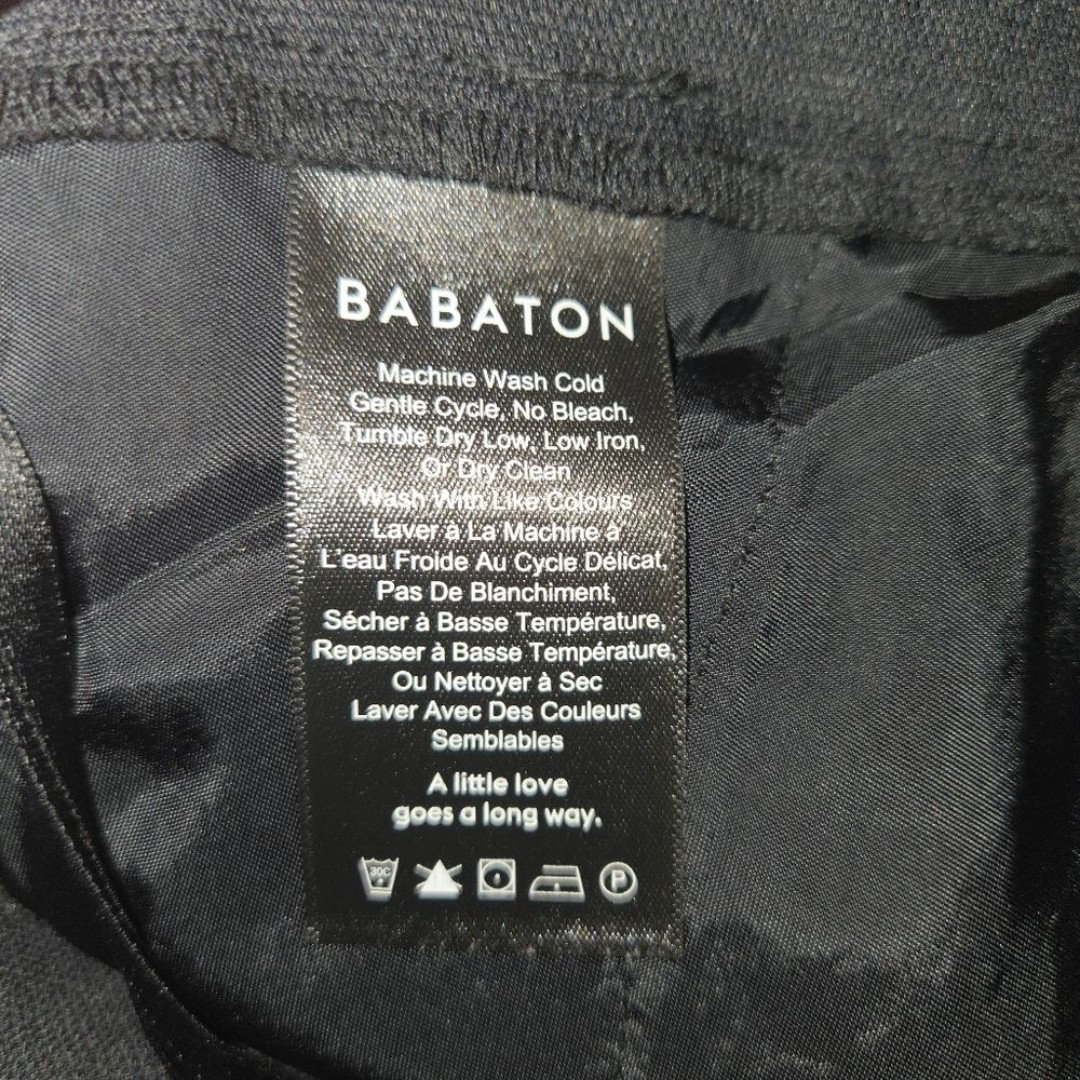 BABATON
Machine Wash Cold
Gentle Cycle, No Bleach,
Tumble Dry Low, Low Iron,
Or Dry Clean
Wash With Like Colours
Laver à La Machine à
L'eau Froide Au Cycle Délicat,
Pas De Blanchiment,
Sécher à Basse Température,
Repasser à Basse Température,
Ou Nettoyer à Sec
Laver Avec Des Couleurs
Semblables
A little love
goes a long way.
30C P